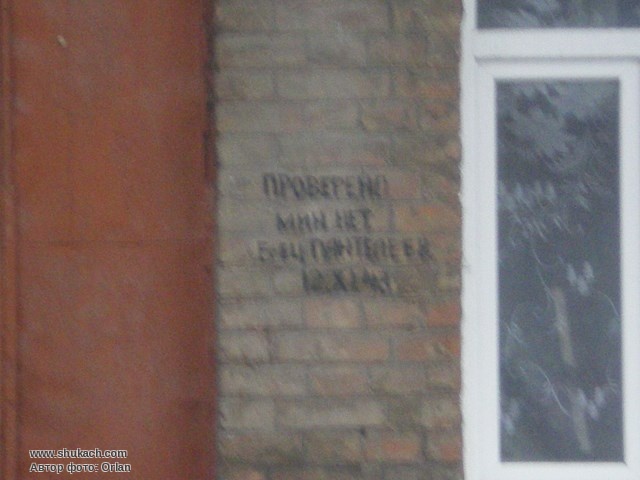 ПРОВЕРЕНО
МИН НЕТ
ПАНТЕЛЕЕВ
www.shukach.com
Автор фото: Orlan